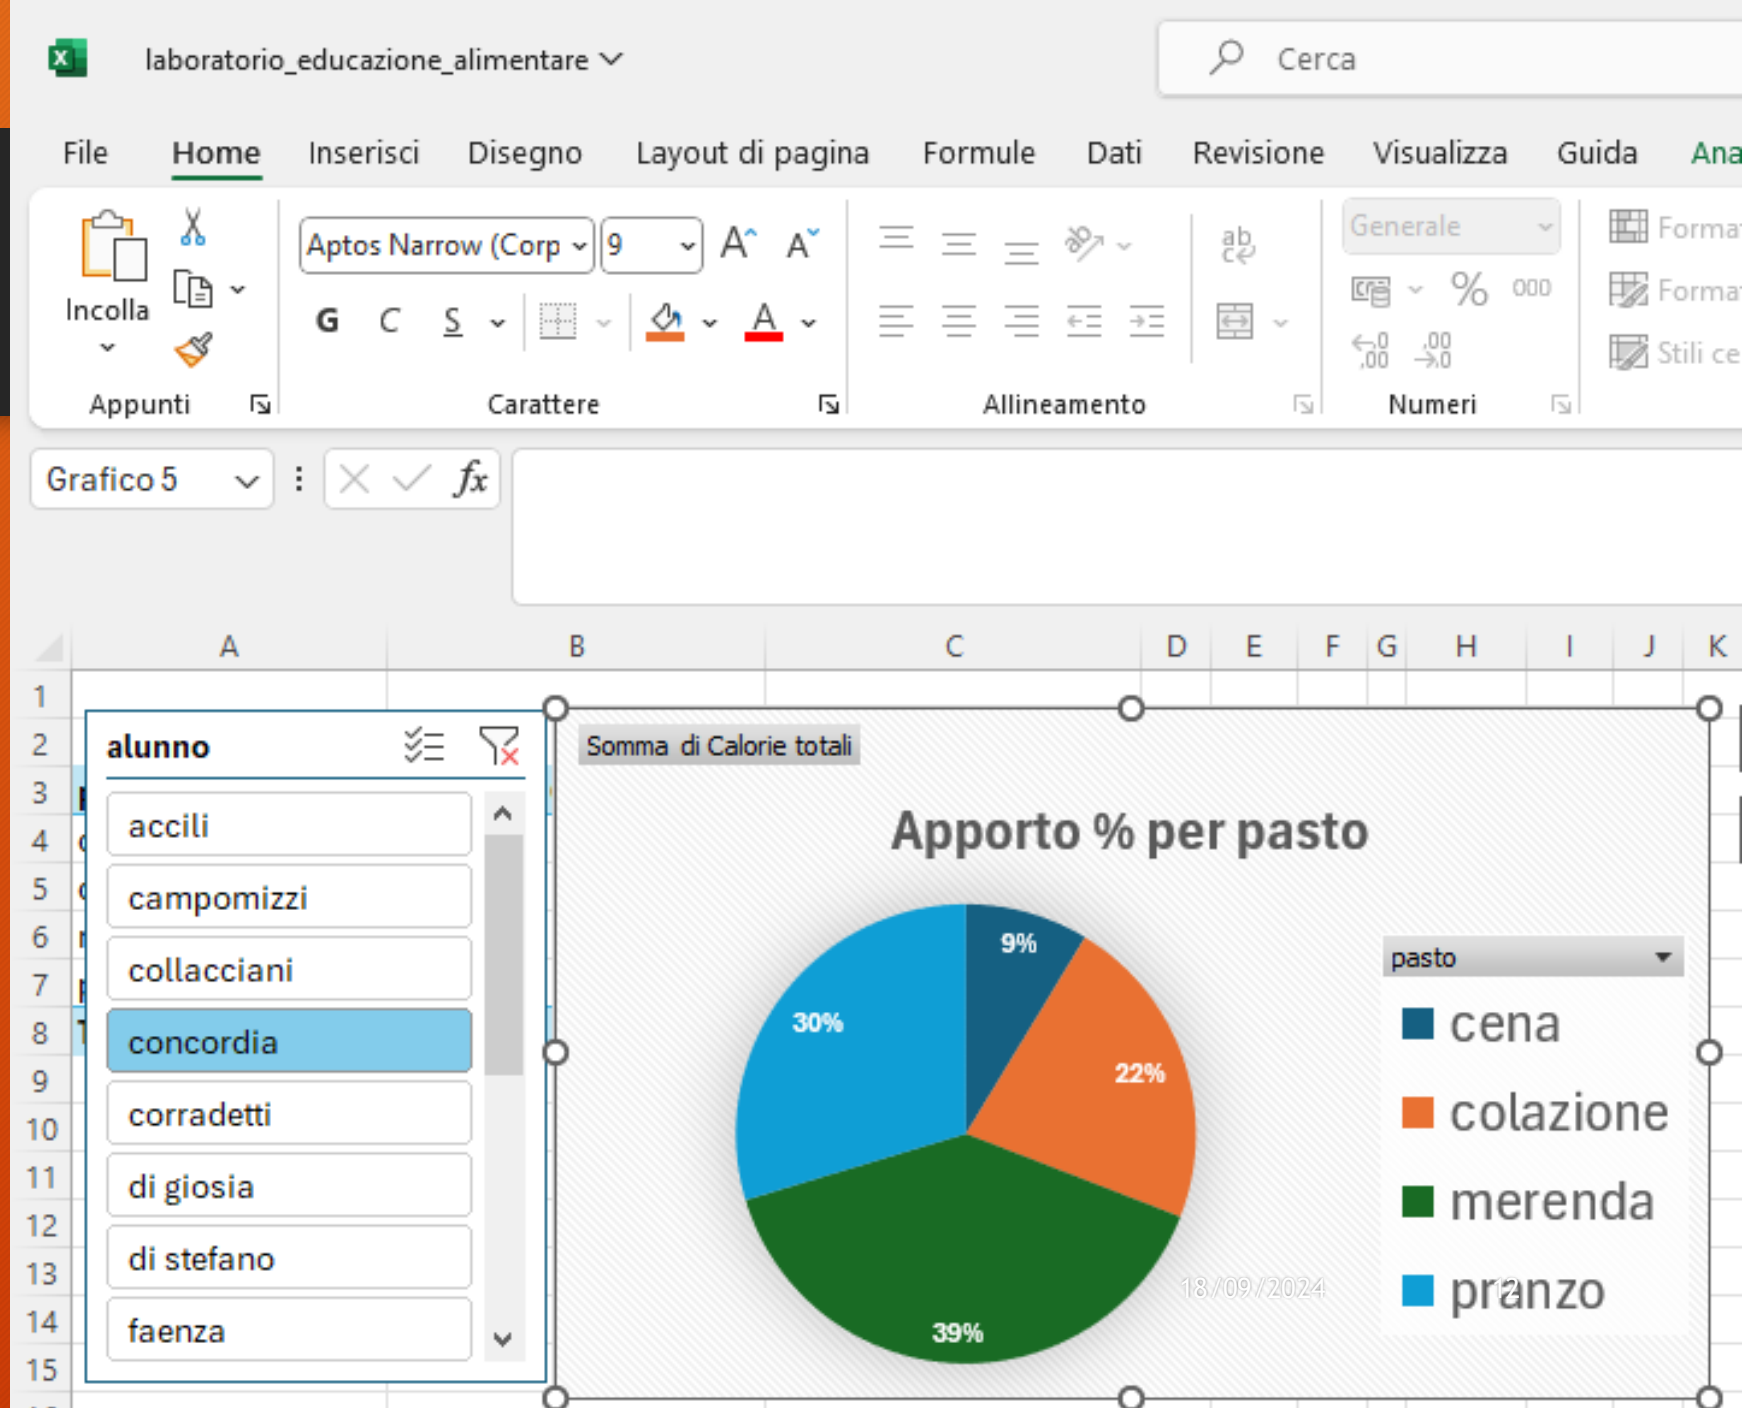 laboratorio_educazione_alimentare
Cerca
File Home Inserisci Disegno Layout di pagina Formule Dati Revisione Visualizza Guida
Incolla
Aptos Narrow (Corp 9
G C S
Generale
% 000
Stili
Appunti Carattere Allineamento Numeri
Grafico 5
fx
A B C D E F G H I J K
1
2
3
4
5
6
7
8
9
10
11
12
13
14
15
alunno
accili
campomizzi
collacciani
concordia
corradetti
di giosia
di stefano
faenza
Somma di Calorie totali
Apporto % per pasto
9%
22%
39%
30%
pasto
cena
colazione
merenda
pranzo
18/09/2024
12